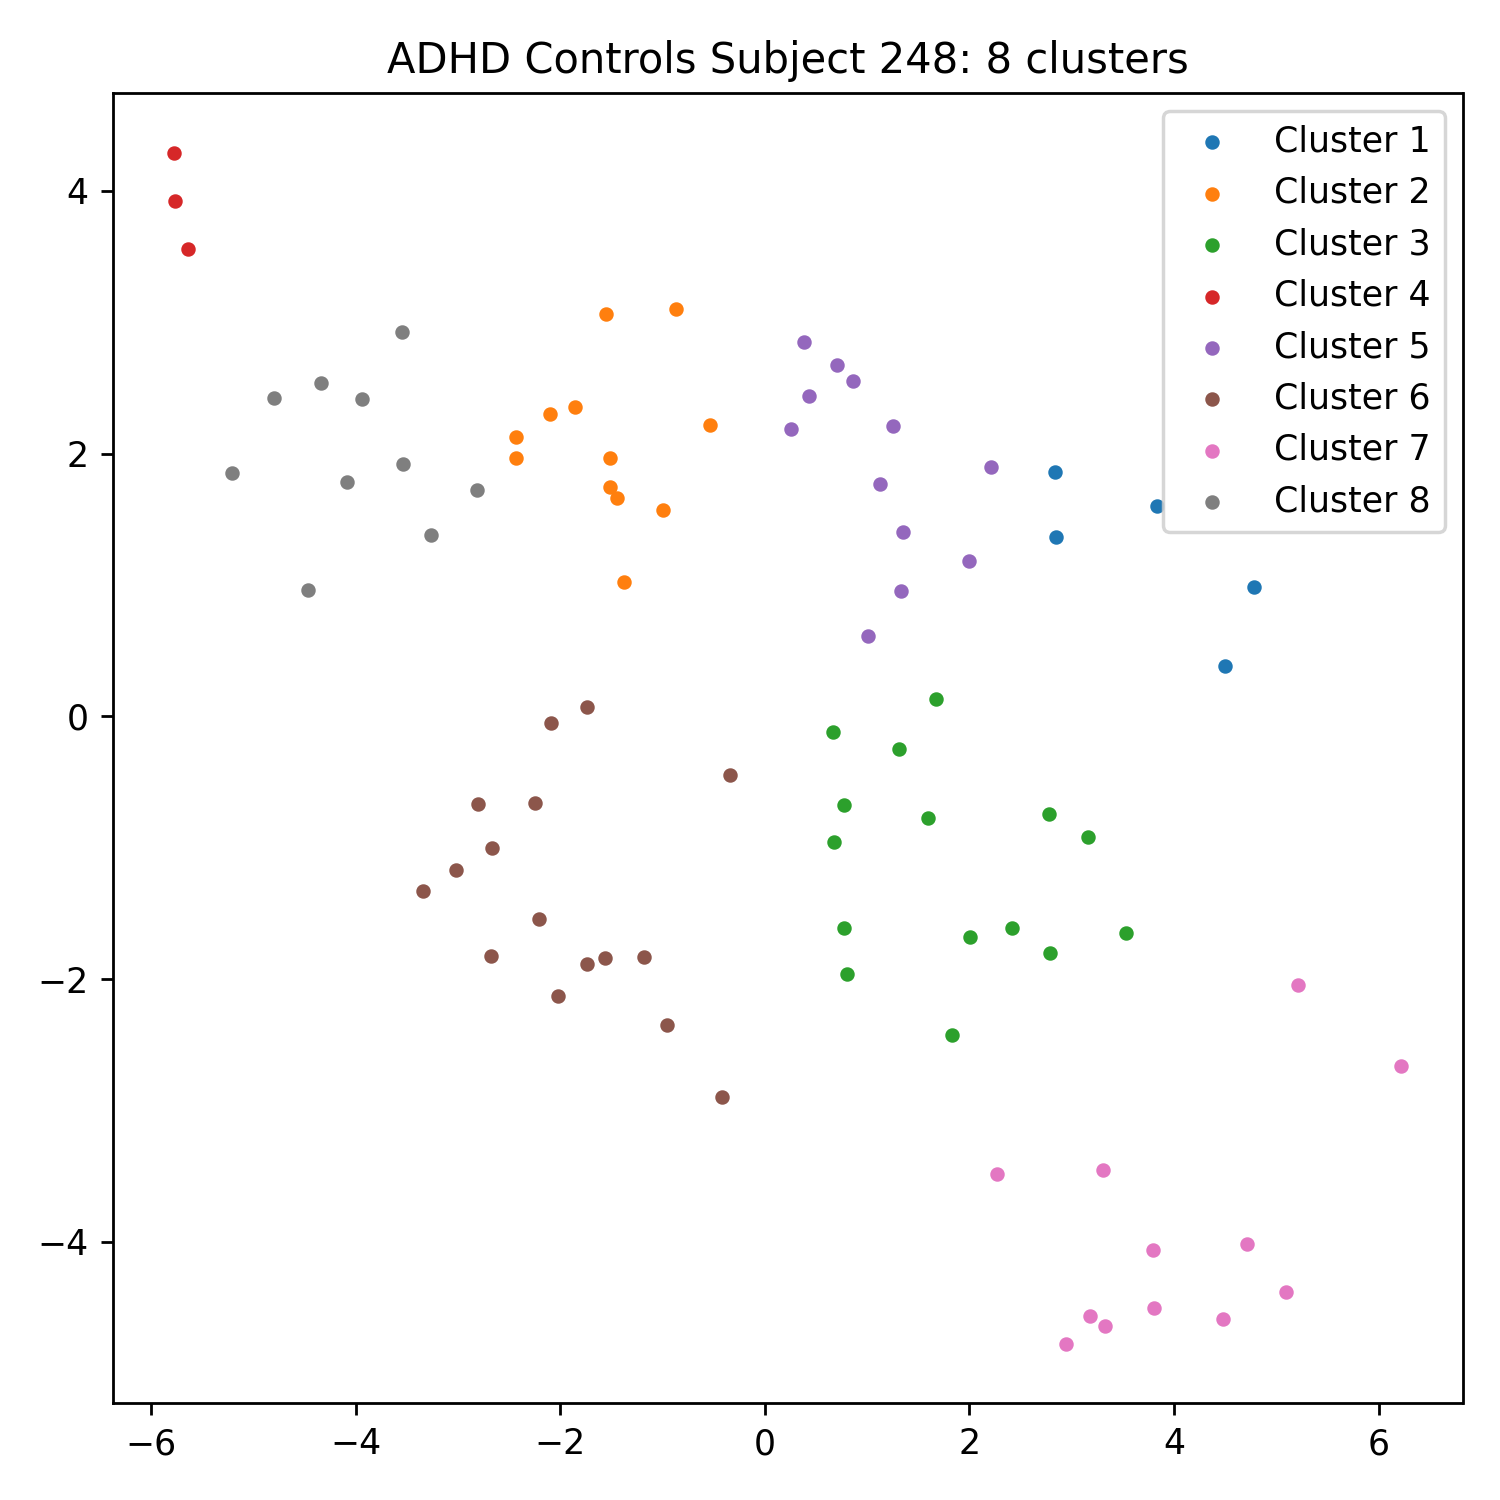 ADHD Controls Subject 248: 8 clusters
Cluster 1
Cluster 2
Cluster 3
Cluster 4
Cluster 5
Cluster 6
Cluster 7
Cluster 8
4
2
0
−2
−4
−6 −4 −2 0 2 4 6